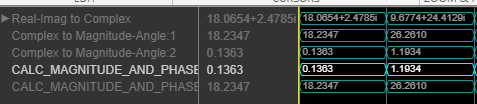 CURSORS ZOOM &
Real-Imag to Complex 18.0654+2.4785i 18.0654+2.4785i 9.6774+24.4129i
Complex to Magnitude-Angle:1 18.2347 18.2347 26.2610
Complex to Magnitude-Angle:2 0.1363 0.1363 1.1934
CALC_MAGNITUDE_AND_PHASE 0.1363 0.1363 1.1934
CALC_MAGNITUDE_AND_PHASE 18.2347 18.2347 26.2610